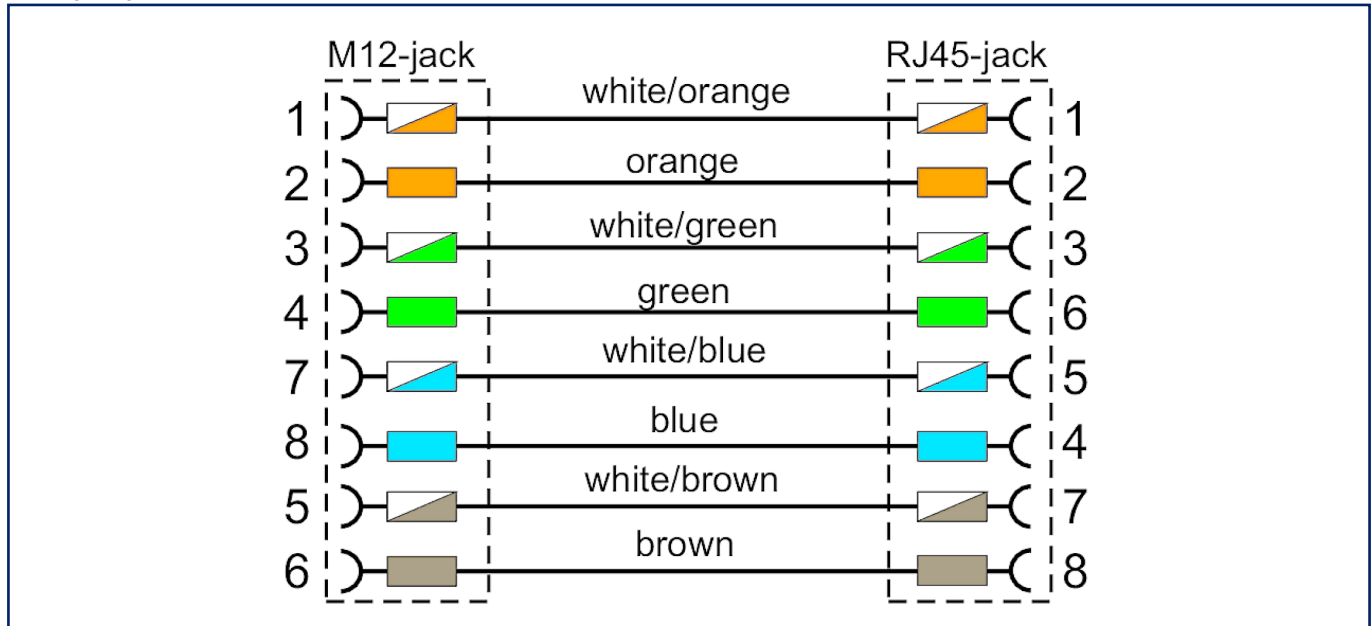 M12-jack RJ45-jack
1 white/orange 1
2 orange 2
3 white/green 3
4 green 6
7 white/blue 5
8 blue 4
5 white/brown 7
6 brown 8